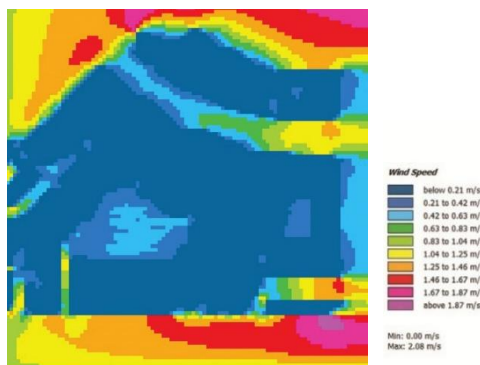 Wind Speed
below 0.21 m/s
0.21 to 0.42 m/s
0.42 to 0.63 m/s
0.63 to 0.83 m/s
0.83 to 1.04 m/s
1.04 to 1.25 m/s
1.25 to 1.46 m/s
1.46 to 1.67 m/s
1.67 to 1.87 m/s
above 1.87 m/s
Min: 0.00 m/s
Max: 2.08 m/s